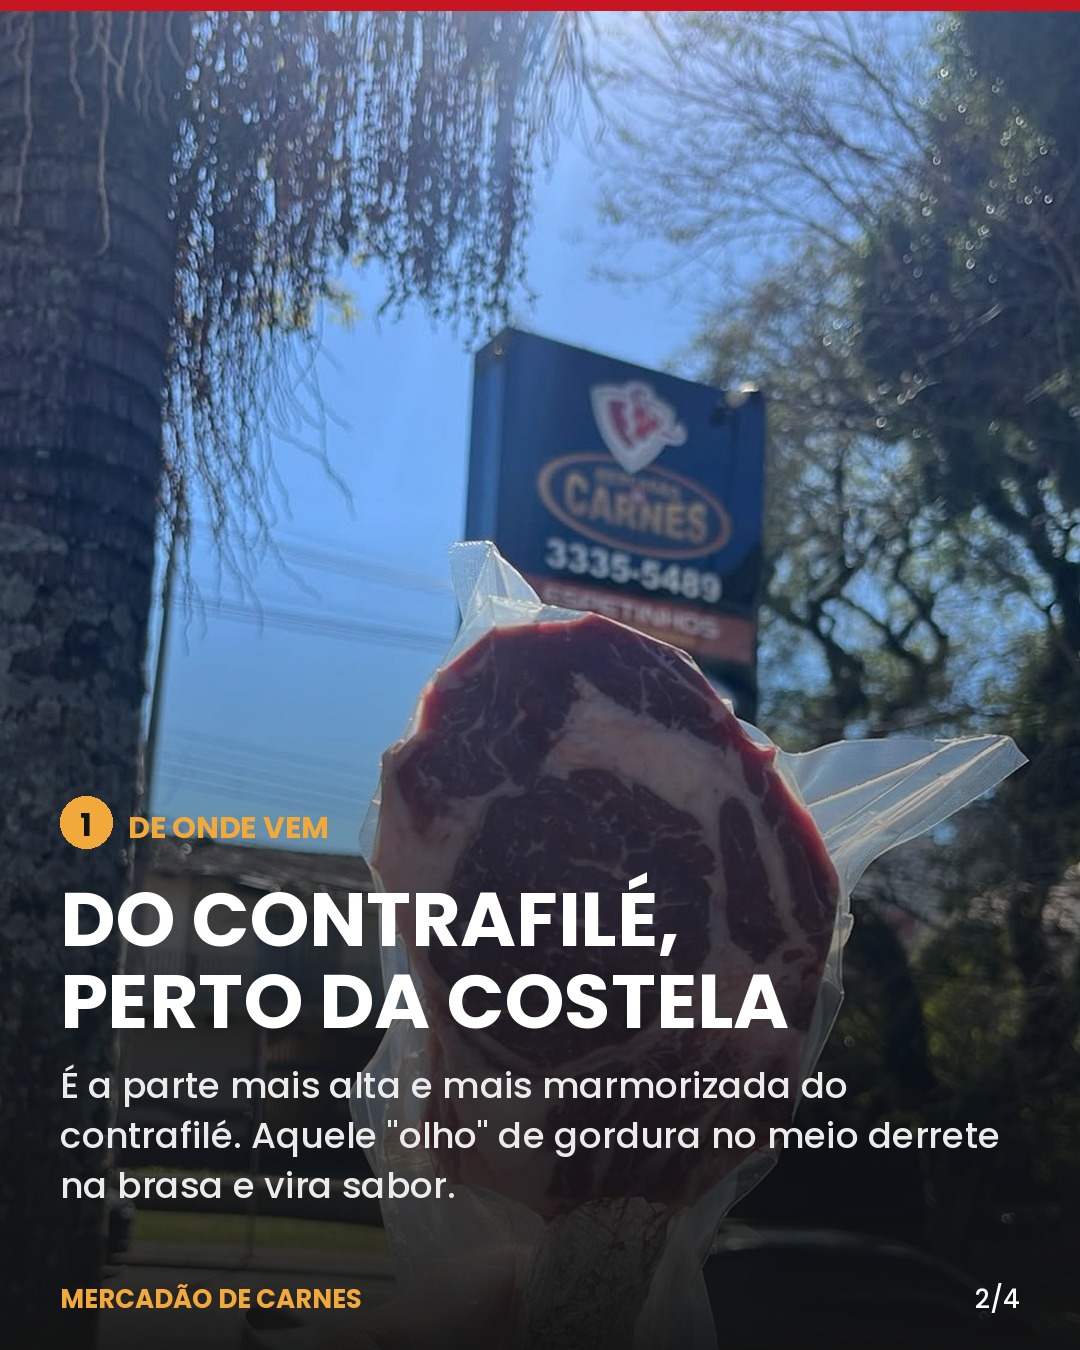 CARNES
3335-5489
ESPETINHOS
1 DE ONDE VEM
DO CONTRAFILÉ,
PERTO DA COSTELA
É a parte mais alta e mais marmorizada do
contrafilé. Aquele "olho" de gordura no meio derrete
na brasa e vira sabor.
MERCADÃO DE CARNES
2/4